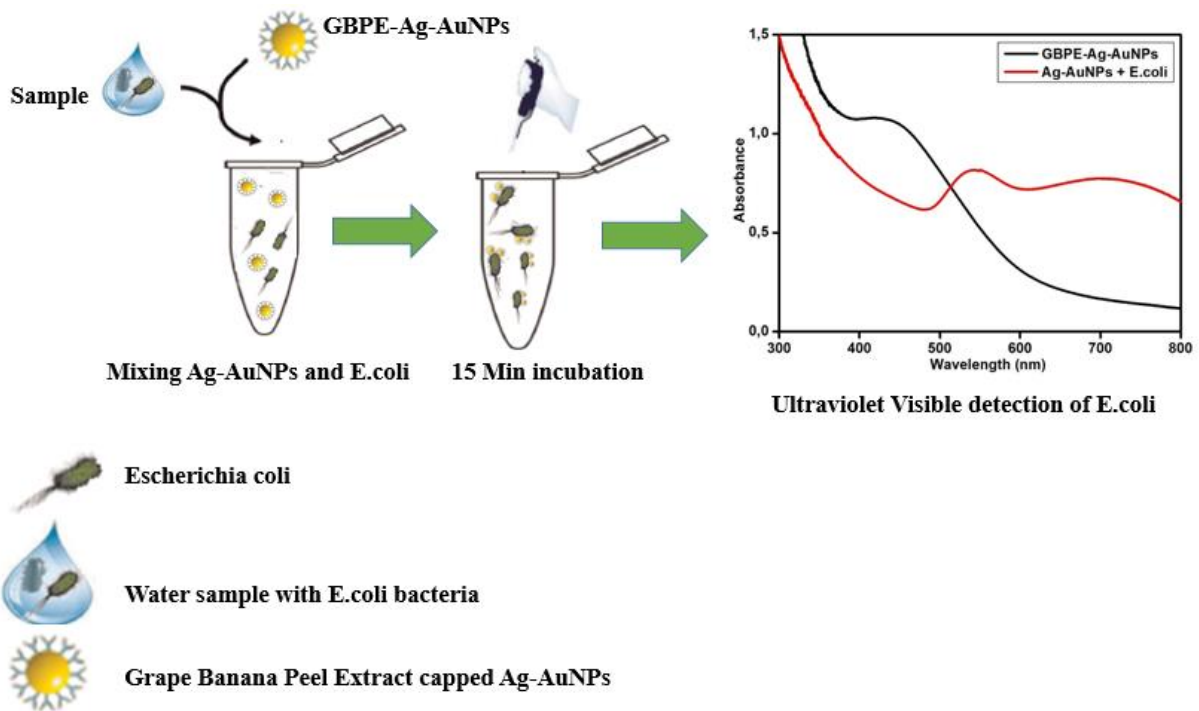 GBPE-Ag-AuNPs
Sample
Mixing Ag-AuNPs and E.coli
15 Min incubation
GBPE-Ag-AuNPs
Ag-AuNPs + E.coli
Absorbance
1,5
1,0
0,5
0,0
300
400
500
600
700
800
Wavelength (nm)
Ultraviolet Visible detection of E.coli
Escherichia coli
Water sample with E.coli bacteria
Grape Banana Peel Extract capped Ag-AuNPs